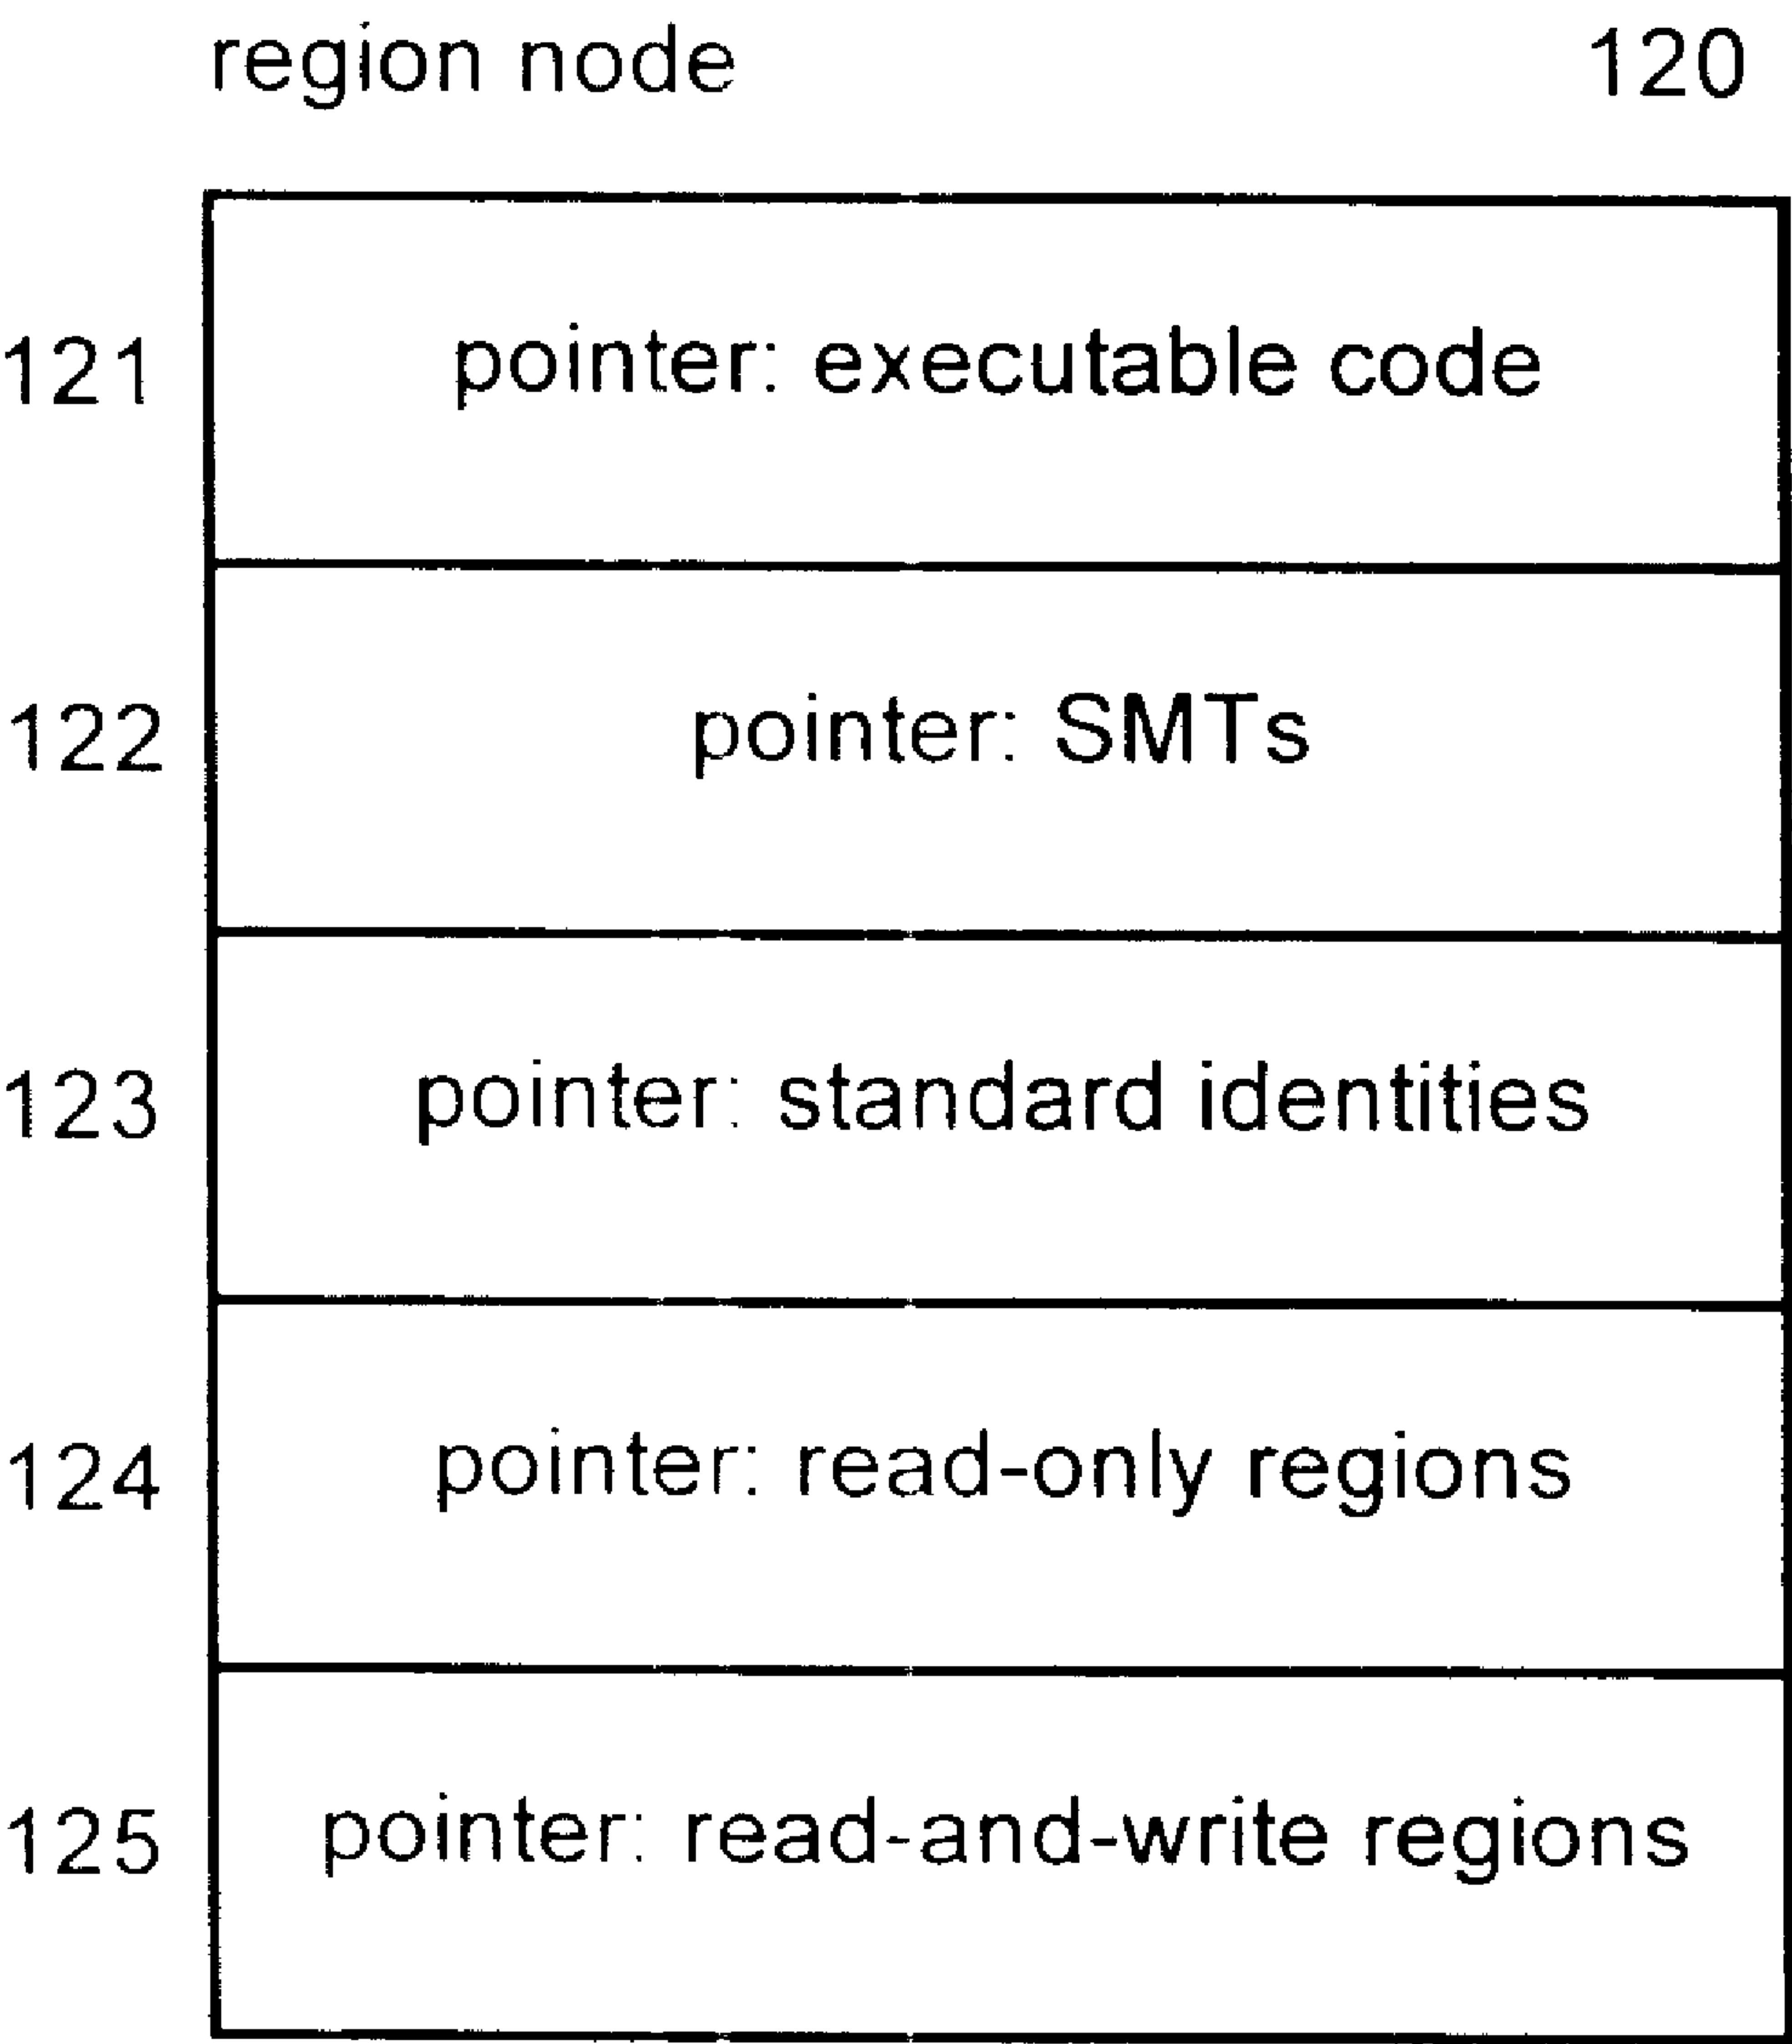 region node 120
121 pointer: executable code
122 pointer: SMTs
123 pointer: standard identities
124 pointer: read-only regions
125 pointer: read-and-write regions